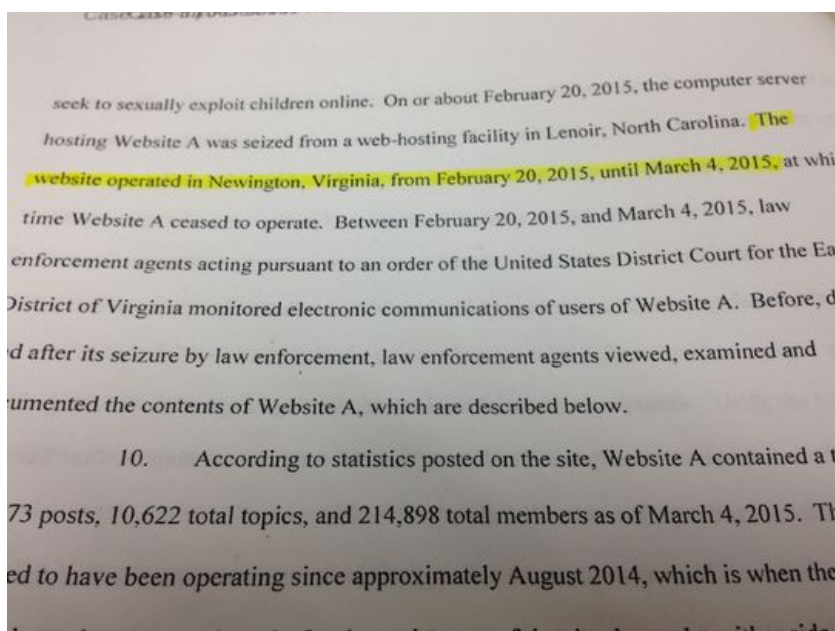 seek to sexually exploit children online. On or about February 20, 2015, the computer server
hosting Website A was seized from a web-hosting facility in Lenoir, North Carolina. The
website operated in Newington, Virginia, from February 20, 2015, until March 4, 2015, at whi
time Website A ceased to operate. Between February 20, 2015, and March 4, 2015, law
enforcement agents acting pursuant to an order of the United States District Court for the Ea
District of Virginia monitored electronic communications of users of Website A. Before, d
d after its seizure by law enforcement, law enforcement agents viewed, examined and
umented the contents of Website A, which are described below.
10. According to statistics posted on the site, Website A contained a t
73 posts, 10,622 total topics, and 214,898 total members as of March 4, 2015. Th
ed to have been operating since approximately August 2014, which is when the